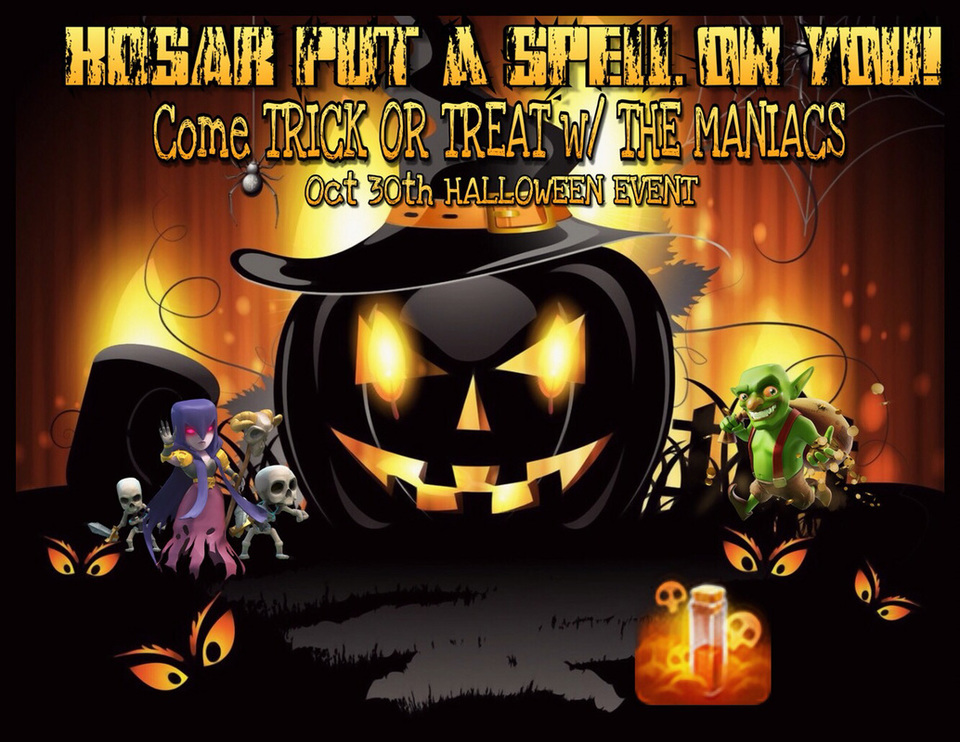 HOSAR PUT A SPELL ON YOU!
Come TRICK OR TREAT w/ THE MANIACS
Oct 30th HALLOWEEN EVENT